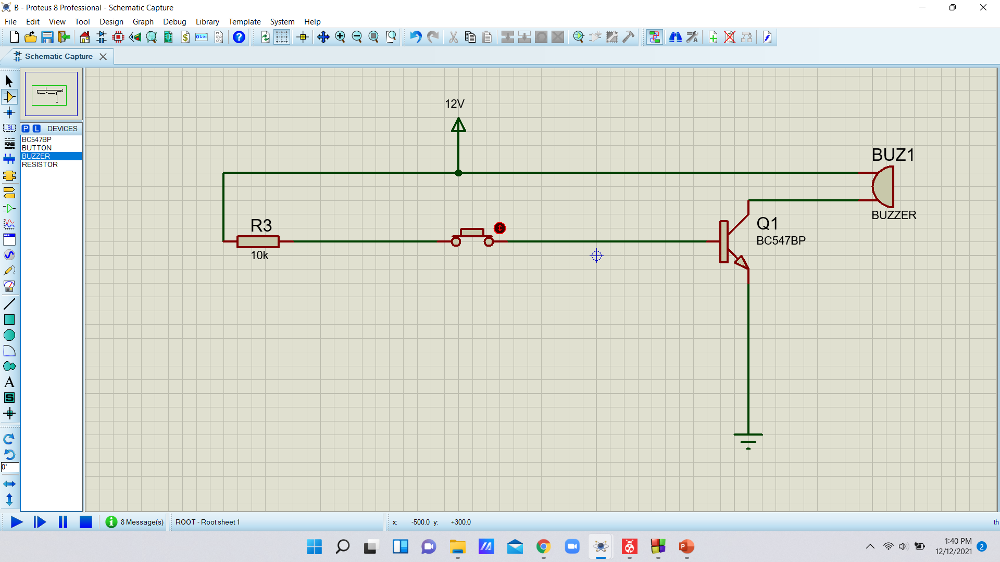 B - Proteus 8 Professional - Schematic Capture
File Edit View Tool Design Graph Debug Library Template System Help
Schematic Capture
P L DEVICES
BC547BP
BUTTON
BUZZER
RESISTOR
LBL
A
S
0°
12V
BUZ1
BUZZER
R3
10k
Q1
BC547BP
8 Message(s)
ROOT - Root sheet 1
x: -500.0 y: +300.0
th
1:40 PM
12/12/2021
2